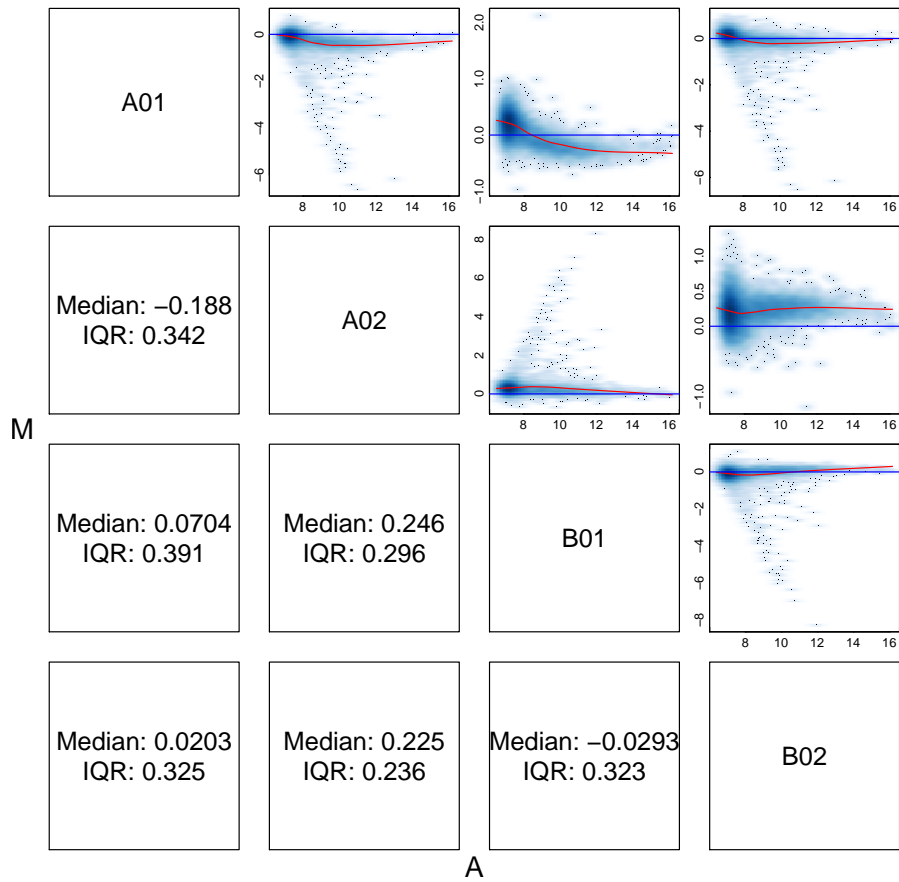 A01
0
−2
−4
−6
8 10 12 14 16
2.0
1.0
0.0
−1.0
8 10 12 14 16
0
−2
−4
−6
8 10 12 14 16
Median: −0.188
IQR: 0.342
A02
8
6
4
2
0
8 10 12 14 16
1.0
0.5
0.0
−1.0
8 10 12 14 16
M
Median: 0.0704
IQR: 0.391
Median: 0.246
IQR: 0.296
B01
0
−2
−4
−6
−8
8 10 12 14 16
Median: 0.0203
IQR: 0.325
Median: 0.225
IQR: 0.236
Median: −0.0293
IQR: 0.323
B02
A